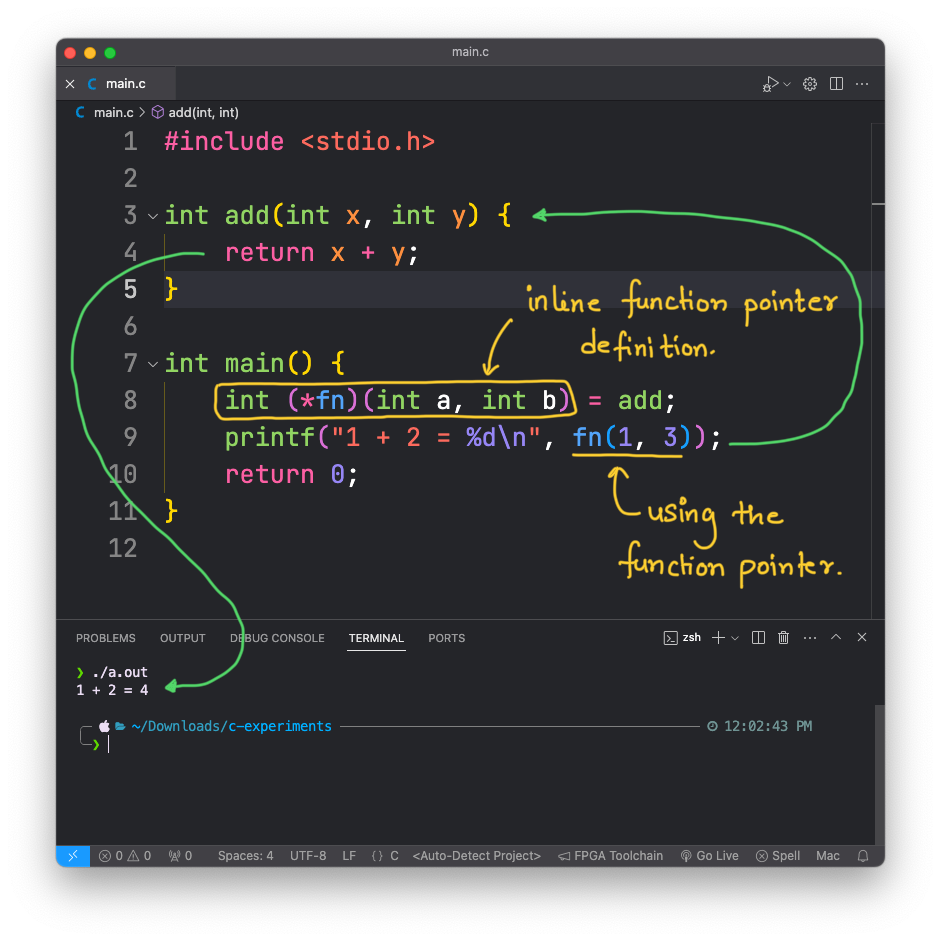 main.c
main.c
main.c > add(int, int)
1 #include <stdio.h>
2
3 int add(int x, int y) {
4 return x + y;
5 }
inline function pointer
definition.
6
7 int main() {
8 int (*fn)(int a, int b) = add;
9 printf("1 + 2 = %d\n", fn(1, 3));
10 return 0;
11 }
12
using the
function pointer.
PROBLEMS OUTPUT DEBUG CONSOLE TERMINAL PORTS zsh
❯ ./a.out
1 + 2 = 4
~/Downloads/c-experiments 12:02:43 PM
❯
0 0 0 Spaces: 4 UTF-8 LF {} C <Auto-Detect Project> FPGA Toolchain Go Live Spell Mac